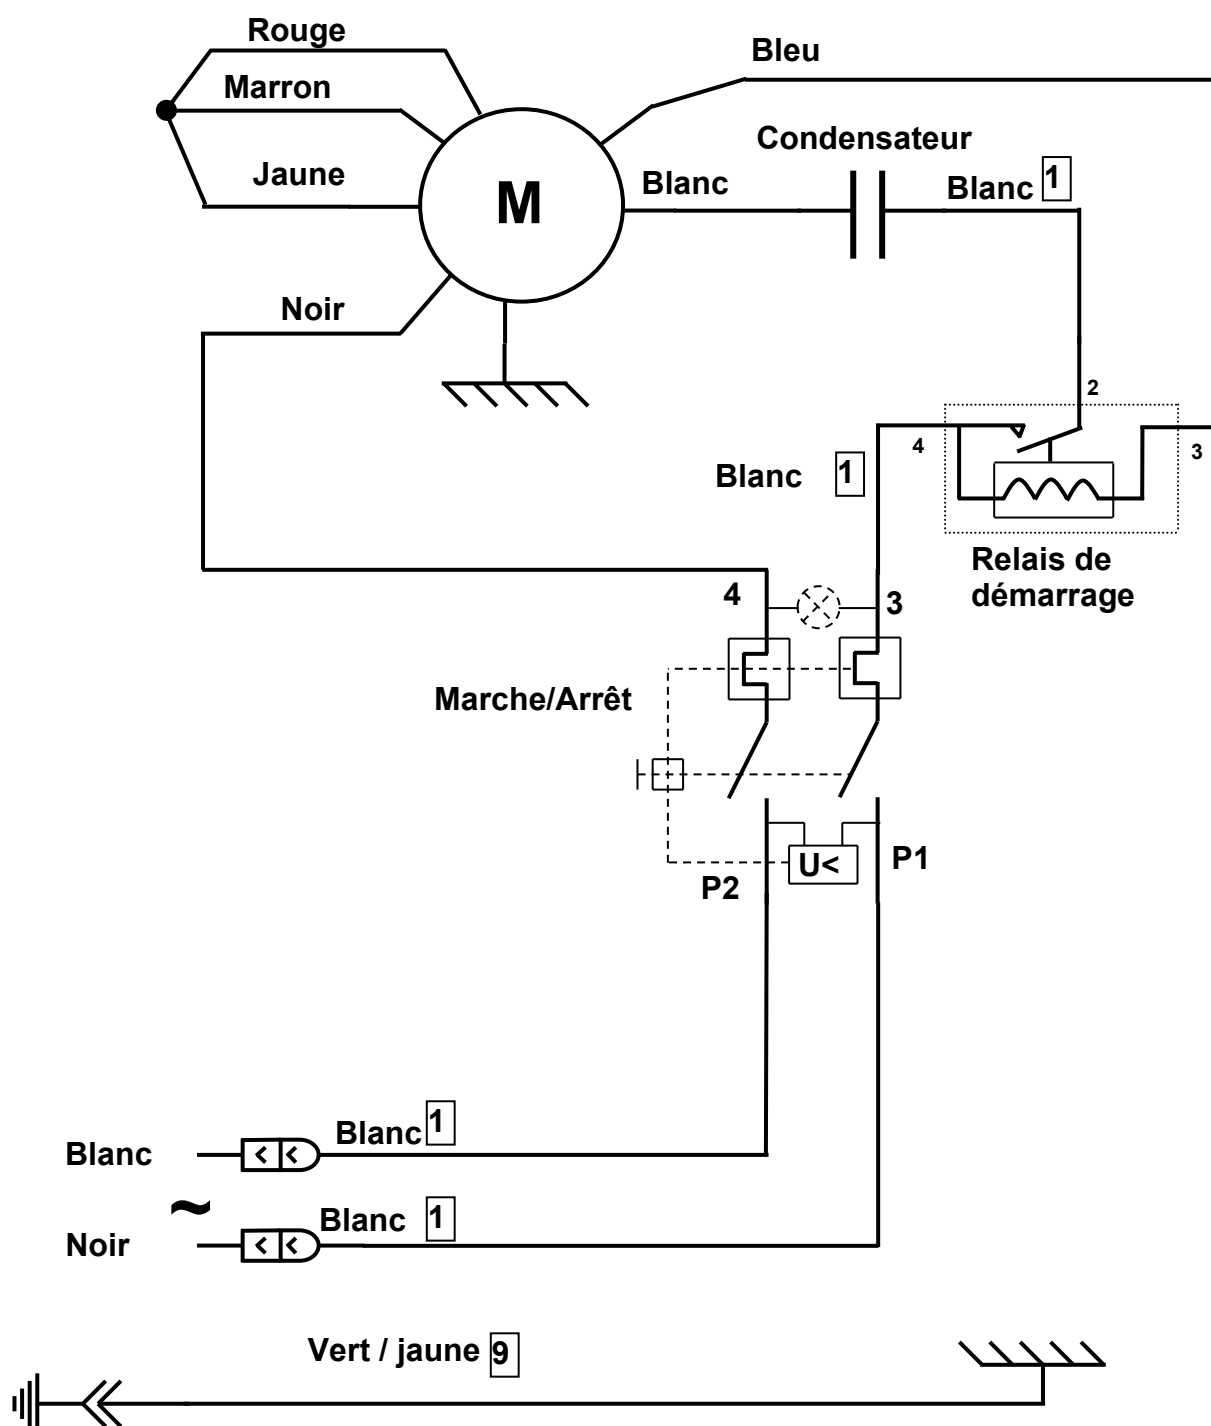 Rouge
Bleu
Marron
Condensateur
Jaune
Blanc
Blanc 1
M
Noir
2
4
3
Blanc 1
Relais de
démarrage
4
3
Marche/Arrêt
U<
P1
P2
Blanc 1
Blanc
~
Blanc 1
Noir
Vert / jaune 9